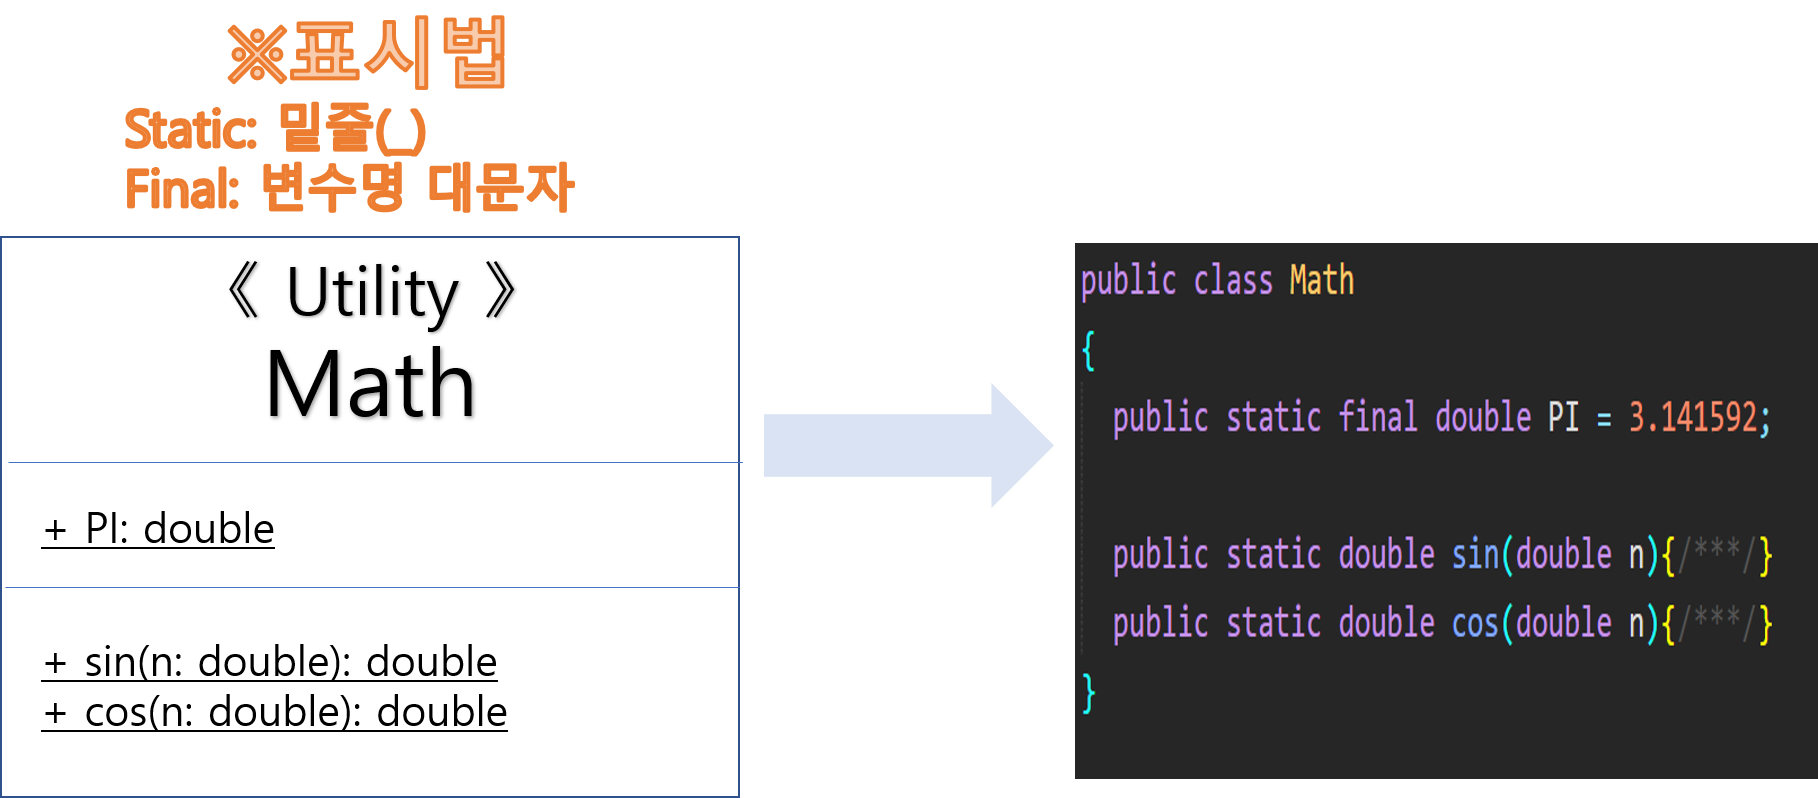 ※표시법
Static: 밑줄(_)
Final: 변수명 대문자
《 Utility 》
Math
+ PI: double
+ sin(n: double): double
+ cos(n: double): double
public class Math
{
public static final double PI = 3.141592;
public static double sin(double n){/***/}
public static double cos(double n){/***/}
}